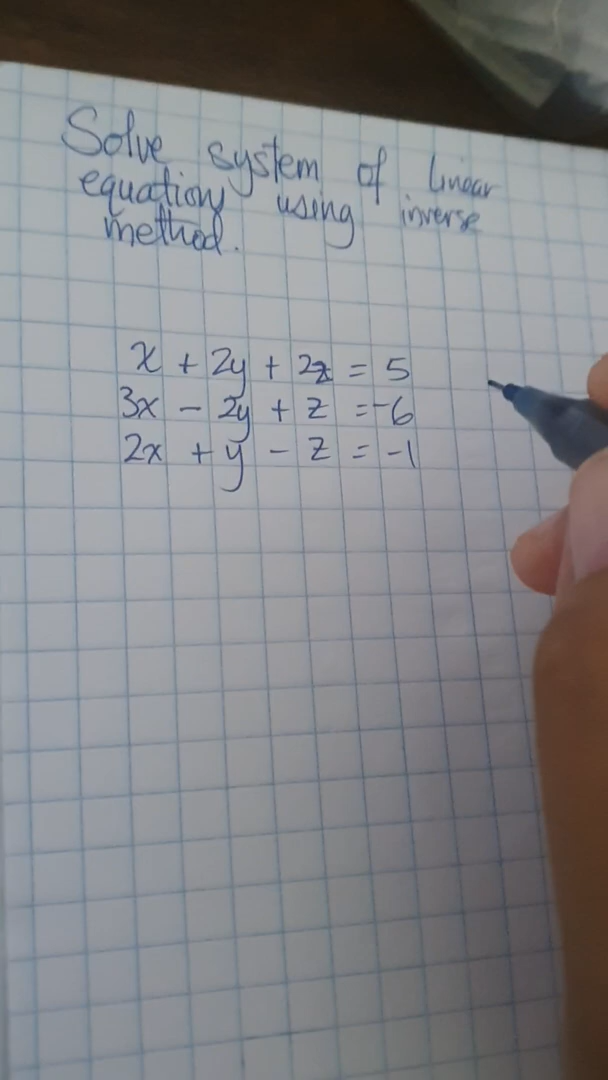 Solve system of linear
equation using inverse
method.
x + 2y + 2z = 5
3x - 2y + z = -6
2x + y - z = -1